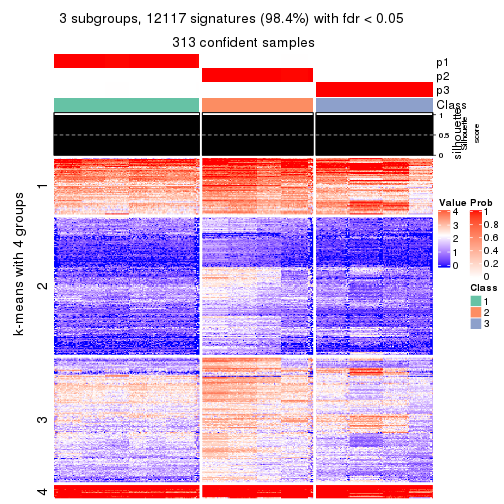 3 subgroups, 12117 signatures (98.4%) with fdr < 0.05
313 confident samples
p1
p2
p3
Class
1
0.5
0
silhouette
Silhouette
score
k-means with 4 groups
1
2
3
4
Value
4
3
2
1
0
Prob
1
0.8
0.6
0.4
0.2
0
Class
1
2
3